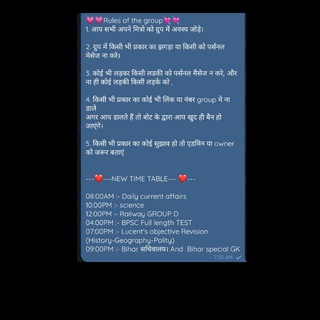 💗💗Rules of the group💘💘
1. आप सभी अपने मित्रो को ग्रुप में अवश्य जोड़े।
2. ग्रुप में किसी भी प्रकार का झगड़ा या किसी को पर्सनल
मेसेज ना करे।
3. कोई भी लड़का किसी लडकी को पर्सनल मैसेज न करे, और
ना ही कोई लड़की किसी लड़के को ,
4. किसी भी प्रकार का कोई भी लिंक या नंबर group मे ना
डाले
अगर आप डालते हैं तो बोट के द्वारा आप खुद ही बैन हो
जाएंगे।
5. किसी भी प्रकार का कोई सुझाव हो तो एडमिन या owner
को जरूर बताएं
---❤️---NEW TIME TABLE--- ❤️---
08:00AM :- Daily current affairs
10:00PM :- science
12:00PM :- Railway GROUP D
04:00PM :- BPSC Full length TEST
07:00PM :- Lucent's objective Revision
(History-Geography-Polity)
09:00PM :- Bihar सचिवालय। And Bihar special GK
7:50 AM ✓